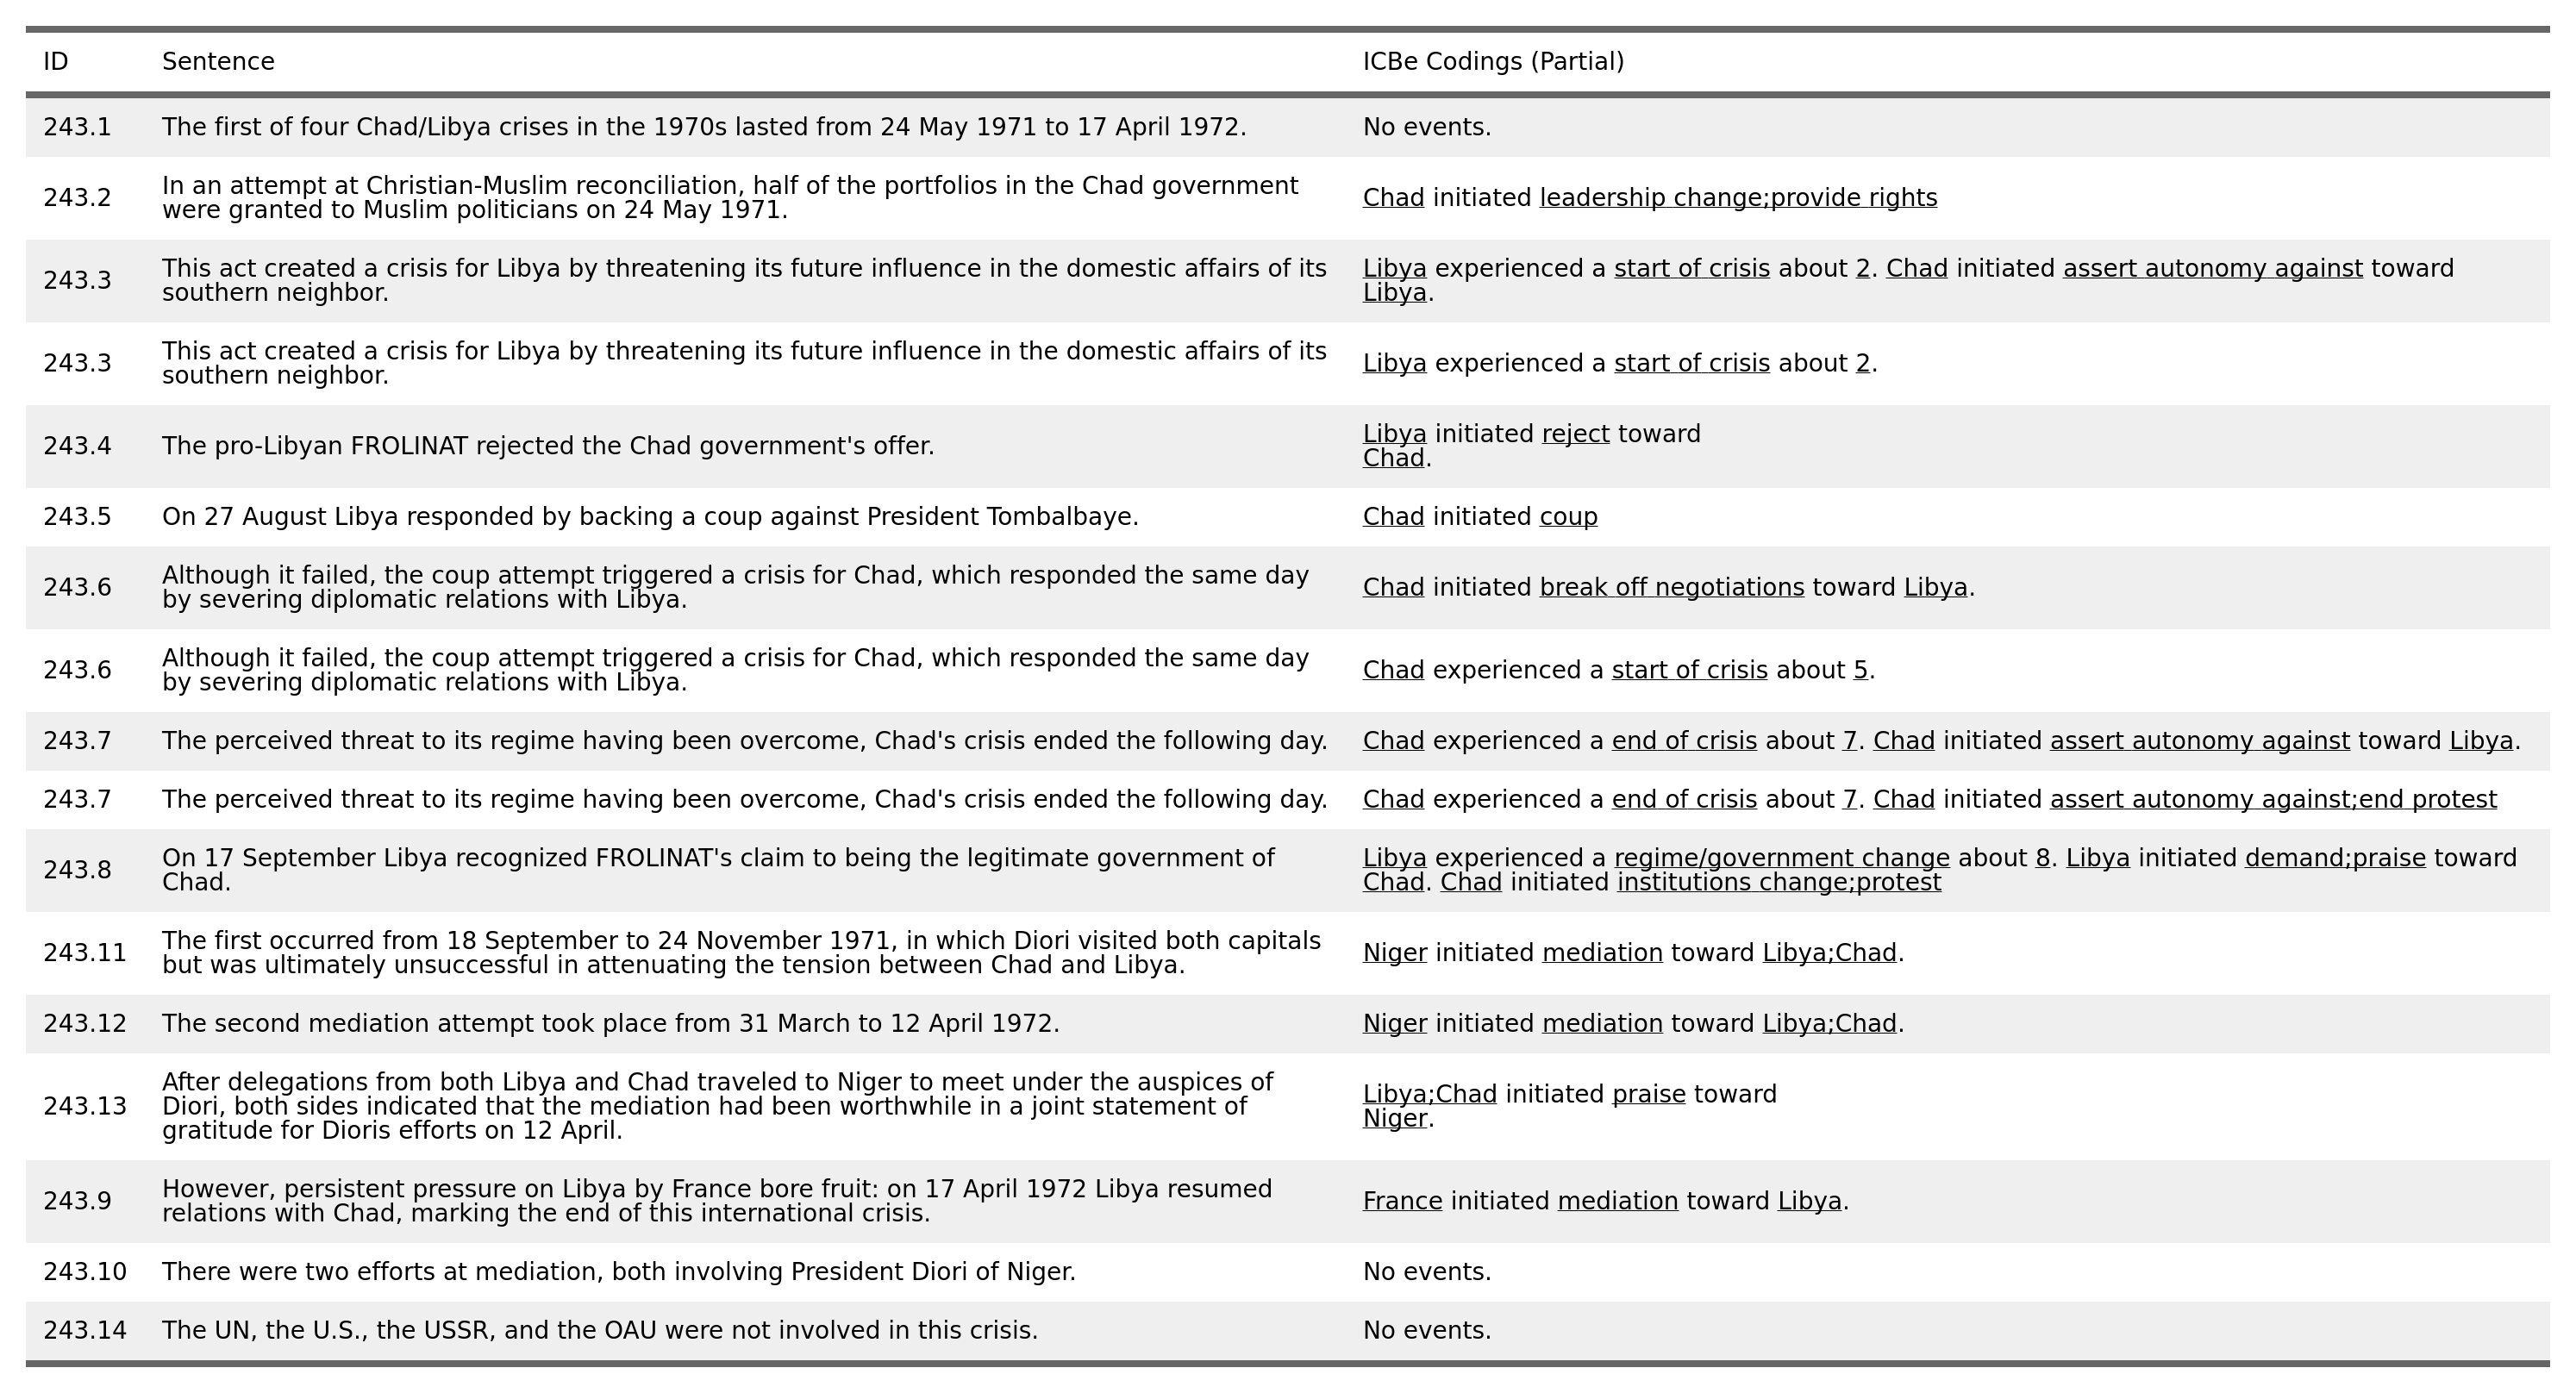 ID Sentence ICBe Codings (Partial)
243.1 The first of four Chad/Libya crises in the 1970s lasted from 24 May 1971 to 17 April 1972. No events.
243.2 In an attempt at Christian-Muslim reconciliation, half of the portfolios in the Chad government
were granted to Muslim politicians on 24 May 1971.
Chad initiated leadership change;provide rights
243.3 This act created a crisis for Libya by threatening its future influence in the domestic affairs of its
southern neighbor.
Libya experienced a start of crisis about 2. Chad initiated assert autonomy against toward
Libya.
243.3 This act created a crisis for Libya by threatening its future influence in the domestic affairs of its
southern neighbor.
Libya experienced a start of crisis about 2.
243.4 The pro-Libyan FROLINAT rejected the Chad government's offer.
Libya initiated reject toward
Chad.
243.5 On 27 August Libya responded by backing a coup against President Tombalbaye. Chad initiated coup
243.6 Although it failed, the coup attempt triggered a crisis for Chad, which responded the same day
by severing diplomatic relations with Libya.
Chad initiated break off negotiations toward Libya.
243.6 Although it failed, the coup attempt triggered a crisis for Chad, which responded the same day
by severing diplomatic relations with Libya.
Chad experienced a start of crisis about 5.
243.7 The perceived threat to its regime having been overcome, Chad's crisis ended the following day. Chad experienced a end of crisis about 7. Chad initiated assert autonomy against toward Libya.
243.7 The perceived threat to its regime having been overcome, Chad's crisis ended the following day. Chad experienced a end of crisis about 7. Chad initiated assert autonomy against;end protest
243.8 On 17 September Libya recognized FROLINAT's claim to being the legitimate government of
Chad.
Libya experienced a regime/government change about 8. Libya initiated demand;praise toward
Chad. Chad initiated institutions change;protest
243.11 The first occurred from 18 September to 24 November 1971, in which Diori visited both capitals
but was ultimately unsuccessful in attenuating the tension between Chad and Libya.
Niger initiated mediation toward Libya;Chad.
243.12 The second mediation attempt took place from 31 March to 12 April 1972. Niger initiated mediation toward Libya;Chad.
243.13 After delegations from both Libya and Chad traveled to Niger to meet under the auspices of
Diori, both sides indicated that the mediation had been worthwhile in a joint statement of
gratitude for Dioris efforts on 12 April.
Libya;Chad initiated praise toward
Niger.
243.9 However, persistent pressure on Libya by France bore fruit: on 17 April 1972 Libya resumed
relations with Chad, marking the end of this international crisis.
France initiated mediation toward Libya.
243.10 There were two efforts at mediation, both involving President Diori of Niger. No events.
243.14 The UN, the U.S., the USSR, and the OAU were not involved in this crisis. No events.